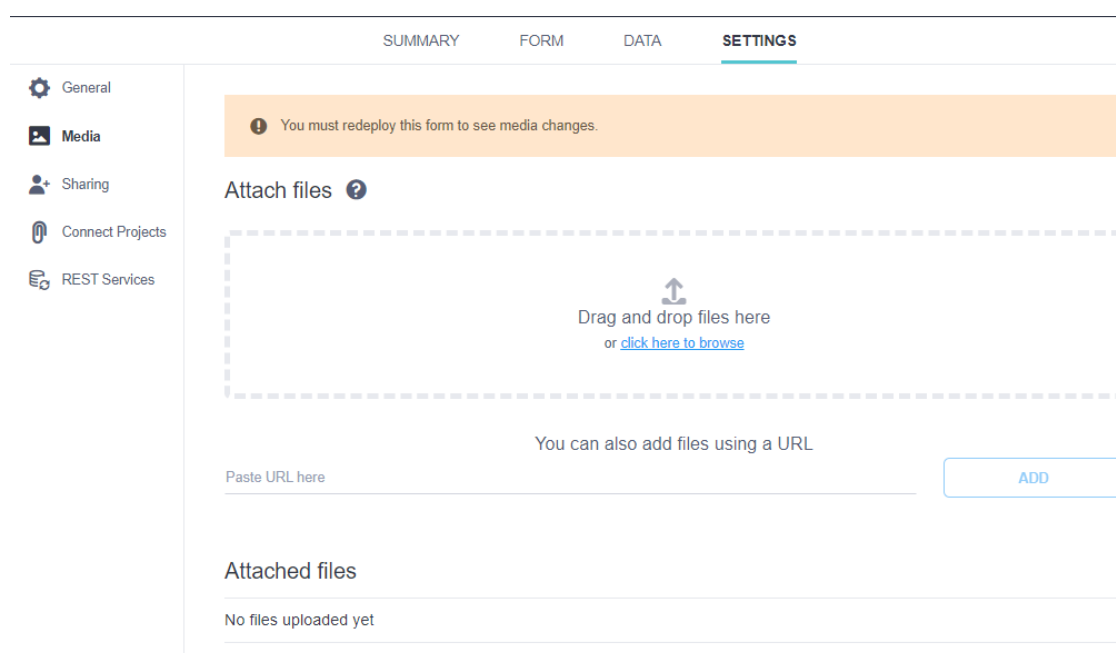 SUMMARY FORM DATA SETTINGS
General
Media
Sharing
Connect Projects
REST Services
You must redeploy this form to see media changes.
Attach files
Drag and drop files here
or click here to browse
You can also add files using a URL
Paste URL here
ADD
Attached files
No files uploaded yet